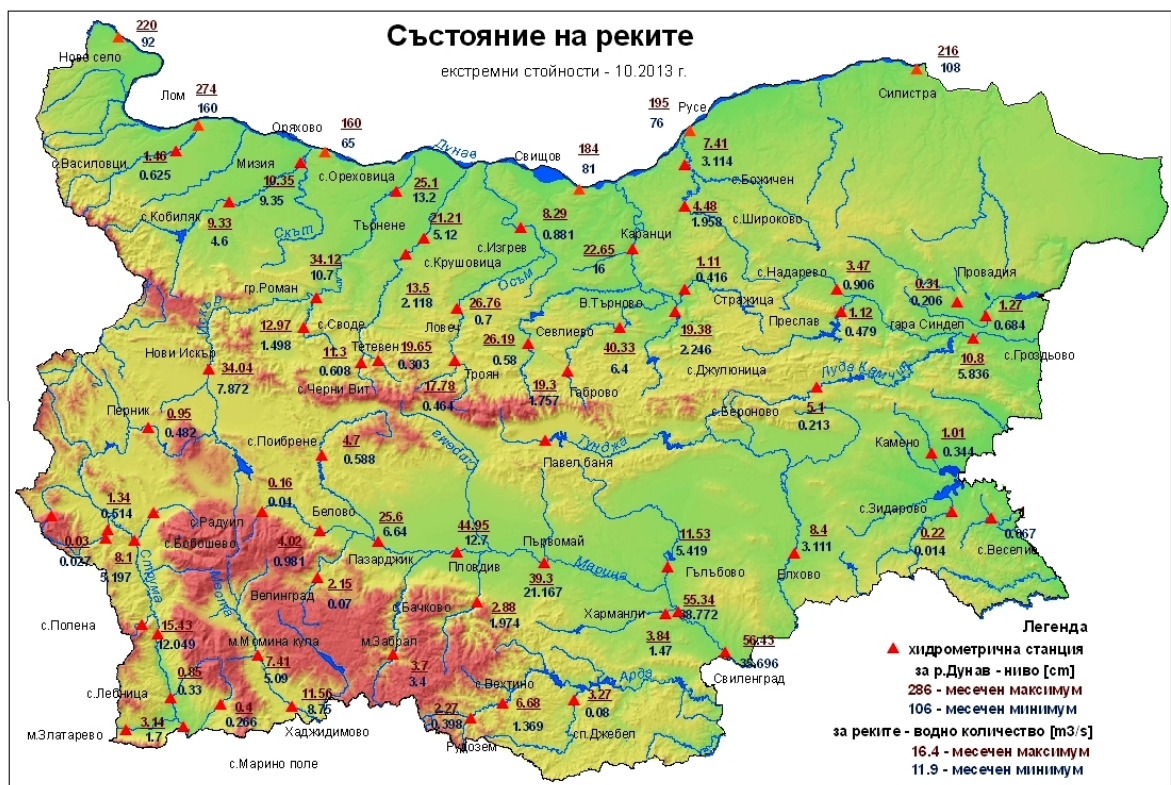 Състояние на реките
екстремни стойности - 10.2013 г.
220
92
Ново село
216
108
Силистра
Лом
274
160
195
76
Русе
Оряхово
160
65
Дунав
Свищов
184
81
7.41
3.114
с.Божичен
с.Василовци
1.46
0.625
Мизия
10.35
9.35
с.Ореховица
25.1
13.2
4.48
1.958
с.Широково
с.Кобиляк
9.33
4.6
Скът
Търнене
21.21
5.12
с.Крушовица
с.Изгрев
8.29
0.881
22.65
16
Каранци
34.12
10.7
гр.Роман
Искър
13.5
2.118
Осъм
1.11
0.416
Стражица
с.Надарево
3.47
0.906
0.31
0.206
Провадия
12.97
1.498
с.Своде
Ловеч
26.76
0.7
В.Търново
Преслав
1.12
0.479
гара Синдел
1.27
0.684
с.Гроздьово
Нови Искър
34.04
7.872
11.3
0.608
Тетевен
19.65
0.303
26.19
0.58
Севлиево
40.33
6.4
19.38
2.246
с.Джулюница
10.8
5.836
с.Черни Вит
17.78
0.464
Троян
19.3
1.757
Габрово
Луда Камчия
с.Бероново
5.1
0.213
Перник
0.95
0.482
с.Поибрене
4.7
0.588
Стряма
Тунджа
Павел баня
Камено
1.01
0.344
1.34
0.514
0.16
0.04
Белово
с.Радуил
с.Бобошево
25.6
6.64
Пазарджик
44.95
12.7
Пловдив
Първомай
39.3
21.167
Марица
11.53
5.419
Гълъбово
8.4
3.111
Елхово
с.Зидарово
0.22
0.014
1
0.667
с.Веселие
0.03
0.027
8.1
5.197
4.02
0.981
Струма
Места
Велинград
2.15
0.07
с.Бачково
2.88
1.974
Харманли
55.34
38.772
3.84
1.47
56.43
Свиленград
с.Полена
15.43
12.049
м.Момина кула
7.41
5.09
м.Забрал
3.7
3.4
с.Вехтино
6.68
1.369
Арда
3.27
0.08
сп.Джебел
с.Лебница
0.85
0.33
0.4
0.266
11.56
8.75
Хаджидимово
2.27
0.398
Рудозем
м.Златарево
3.14
1.7
с.Марино поле
Легенда
хидрометрична станция
за р.Дунав - ниво [cm]
286 - месечен максимум
106 - месечен минимум
за реките - водно количество [m3/s]
16.4 - месечен максимум
11.9 - месечен минимум